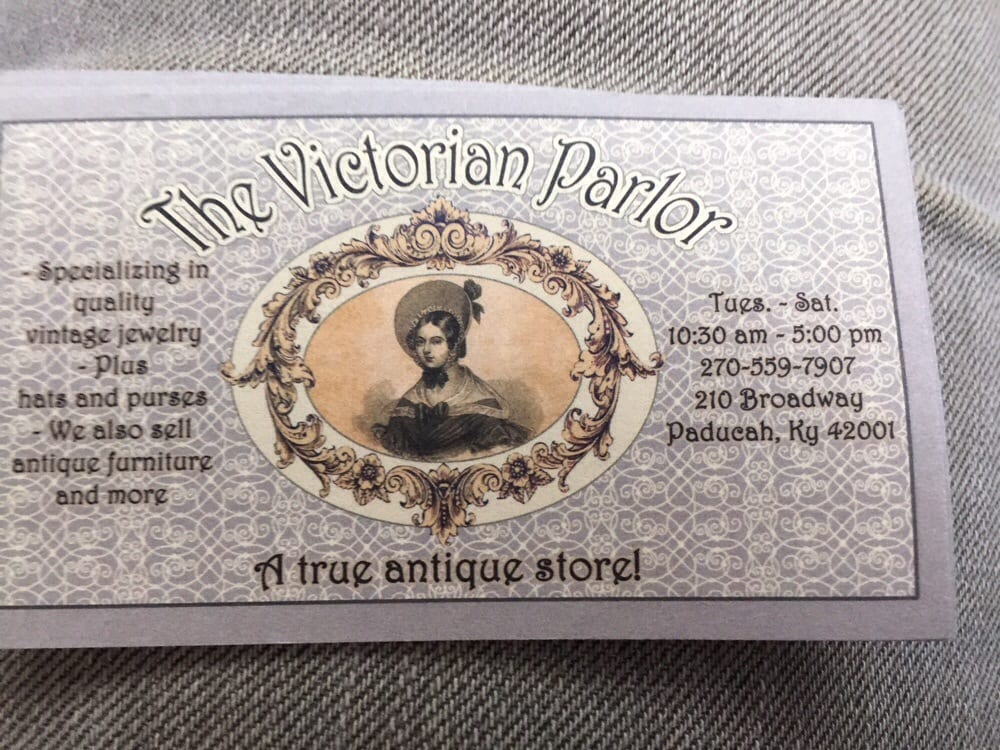 The Victorian Parlor
- Specializing in
quality
vintage jewelry
- Plus
hats and purses
- We also sell
antique furniture
and more
Tues. - Sat.
10:30 am - 5:00 pm
270-559-7907
210 Broadway
Paducah, Ky 42001
A true antique store!